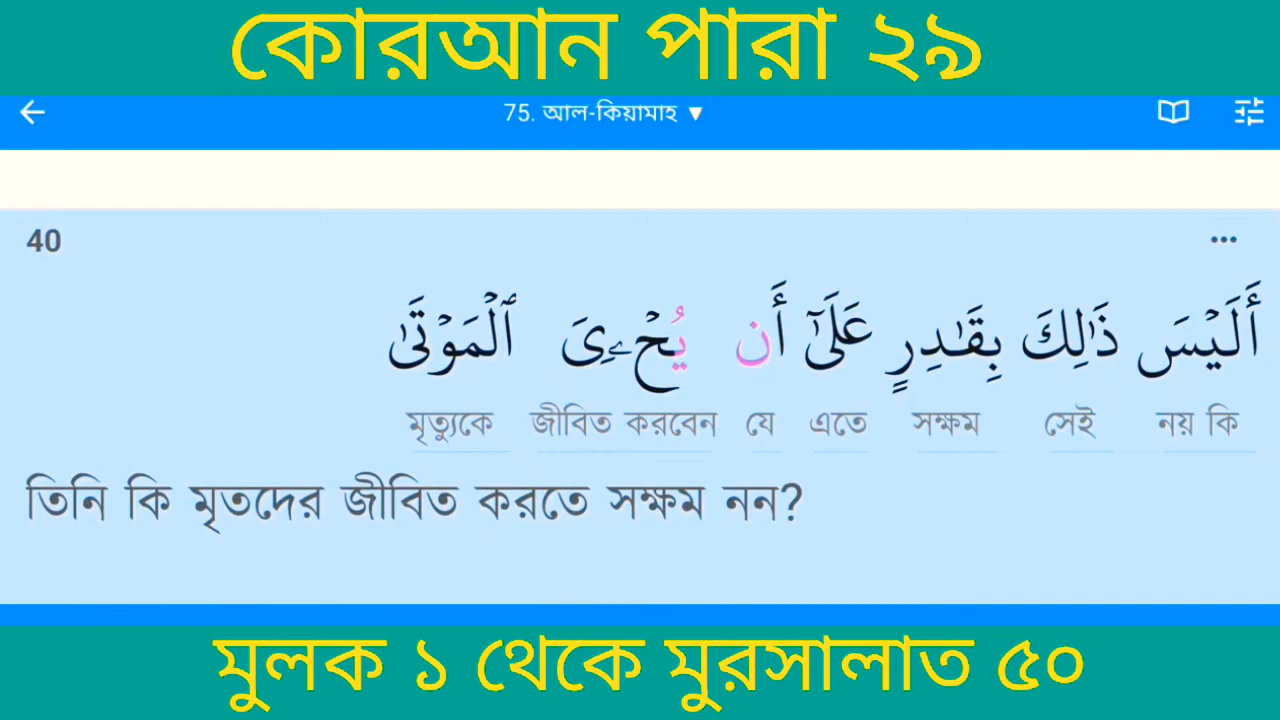 কোরআন পারা ২৯
75. আল-কিয়ামাহ ▼
40
أَلَيۡسَ ذَٰلِكَ بِقَٰدِرٍ عَلَىٰٓ أَن يُحۡـِۧيَ ٱلۡمَوۡتَىٰ
নয় কি সেই সক্ষম এতে যে জীবিত করবেন মৃত্যুকে
তিনি কি মৃতদের জীবিত করতে সক্ষম নন?
মুলক ১ থেকে মুরসালাত ৫০